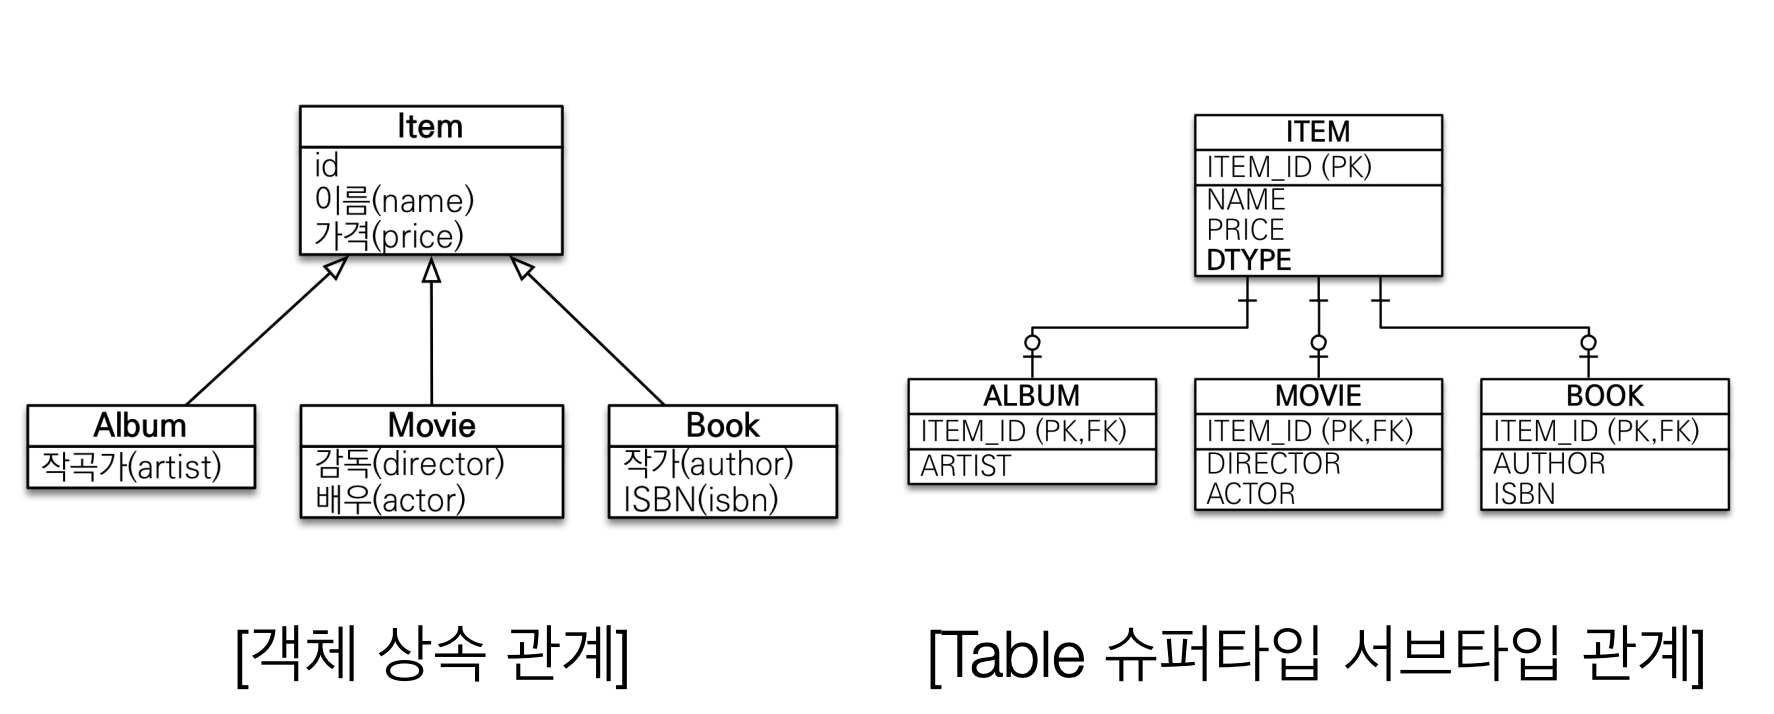 Item
id
이름(name)
가격(price)
Album
작곡가(artist)
Movie
감독(director)
배우(actor)
Book
작가(author)
ISBN(isbn)
[객체 상속 관계]
ITEM
ITEM_ID (PK)
NAME
PRICE
DTYPE
ALBUM
ITEM_ID (PK,FK)
ARTIST
MOVIE
ITEM_ID (PK,FK)
DIRECTOR
ACTOR
BOOK
ITEM_ID (PK,FK)
AUTHOR
ISBN
[Table 슈퍼타입 서브타입 관계]